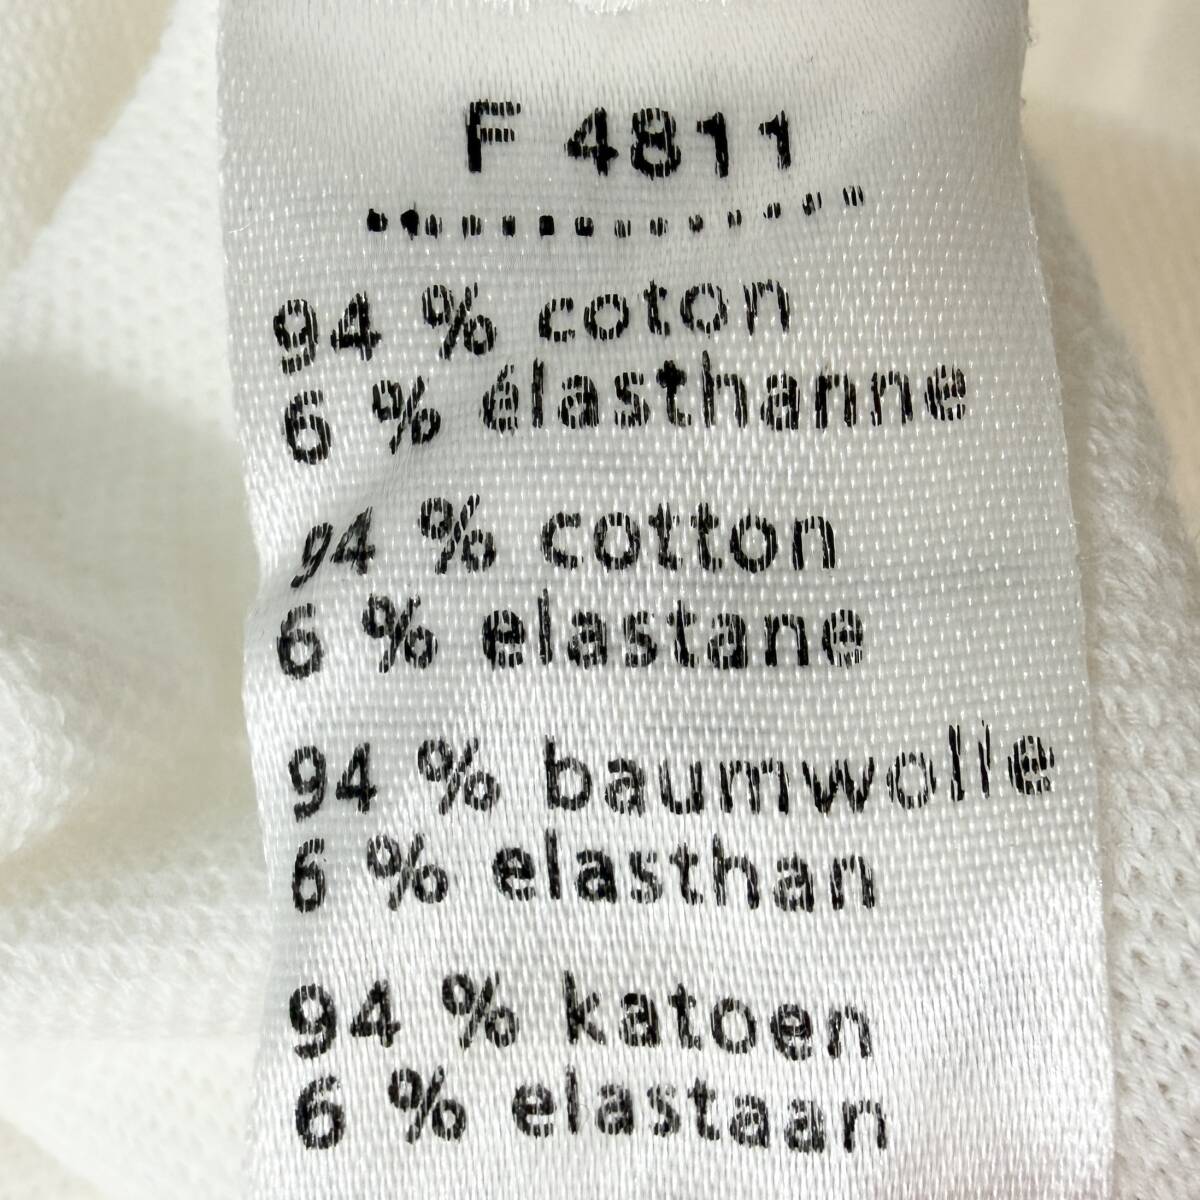 F 4811
94 % coton
6 % élasthanne
94 % cotton
6 % elastane
94 % baumwolle
6 % elasthan
94 % katoen
6 % elastaan